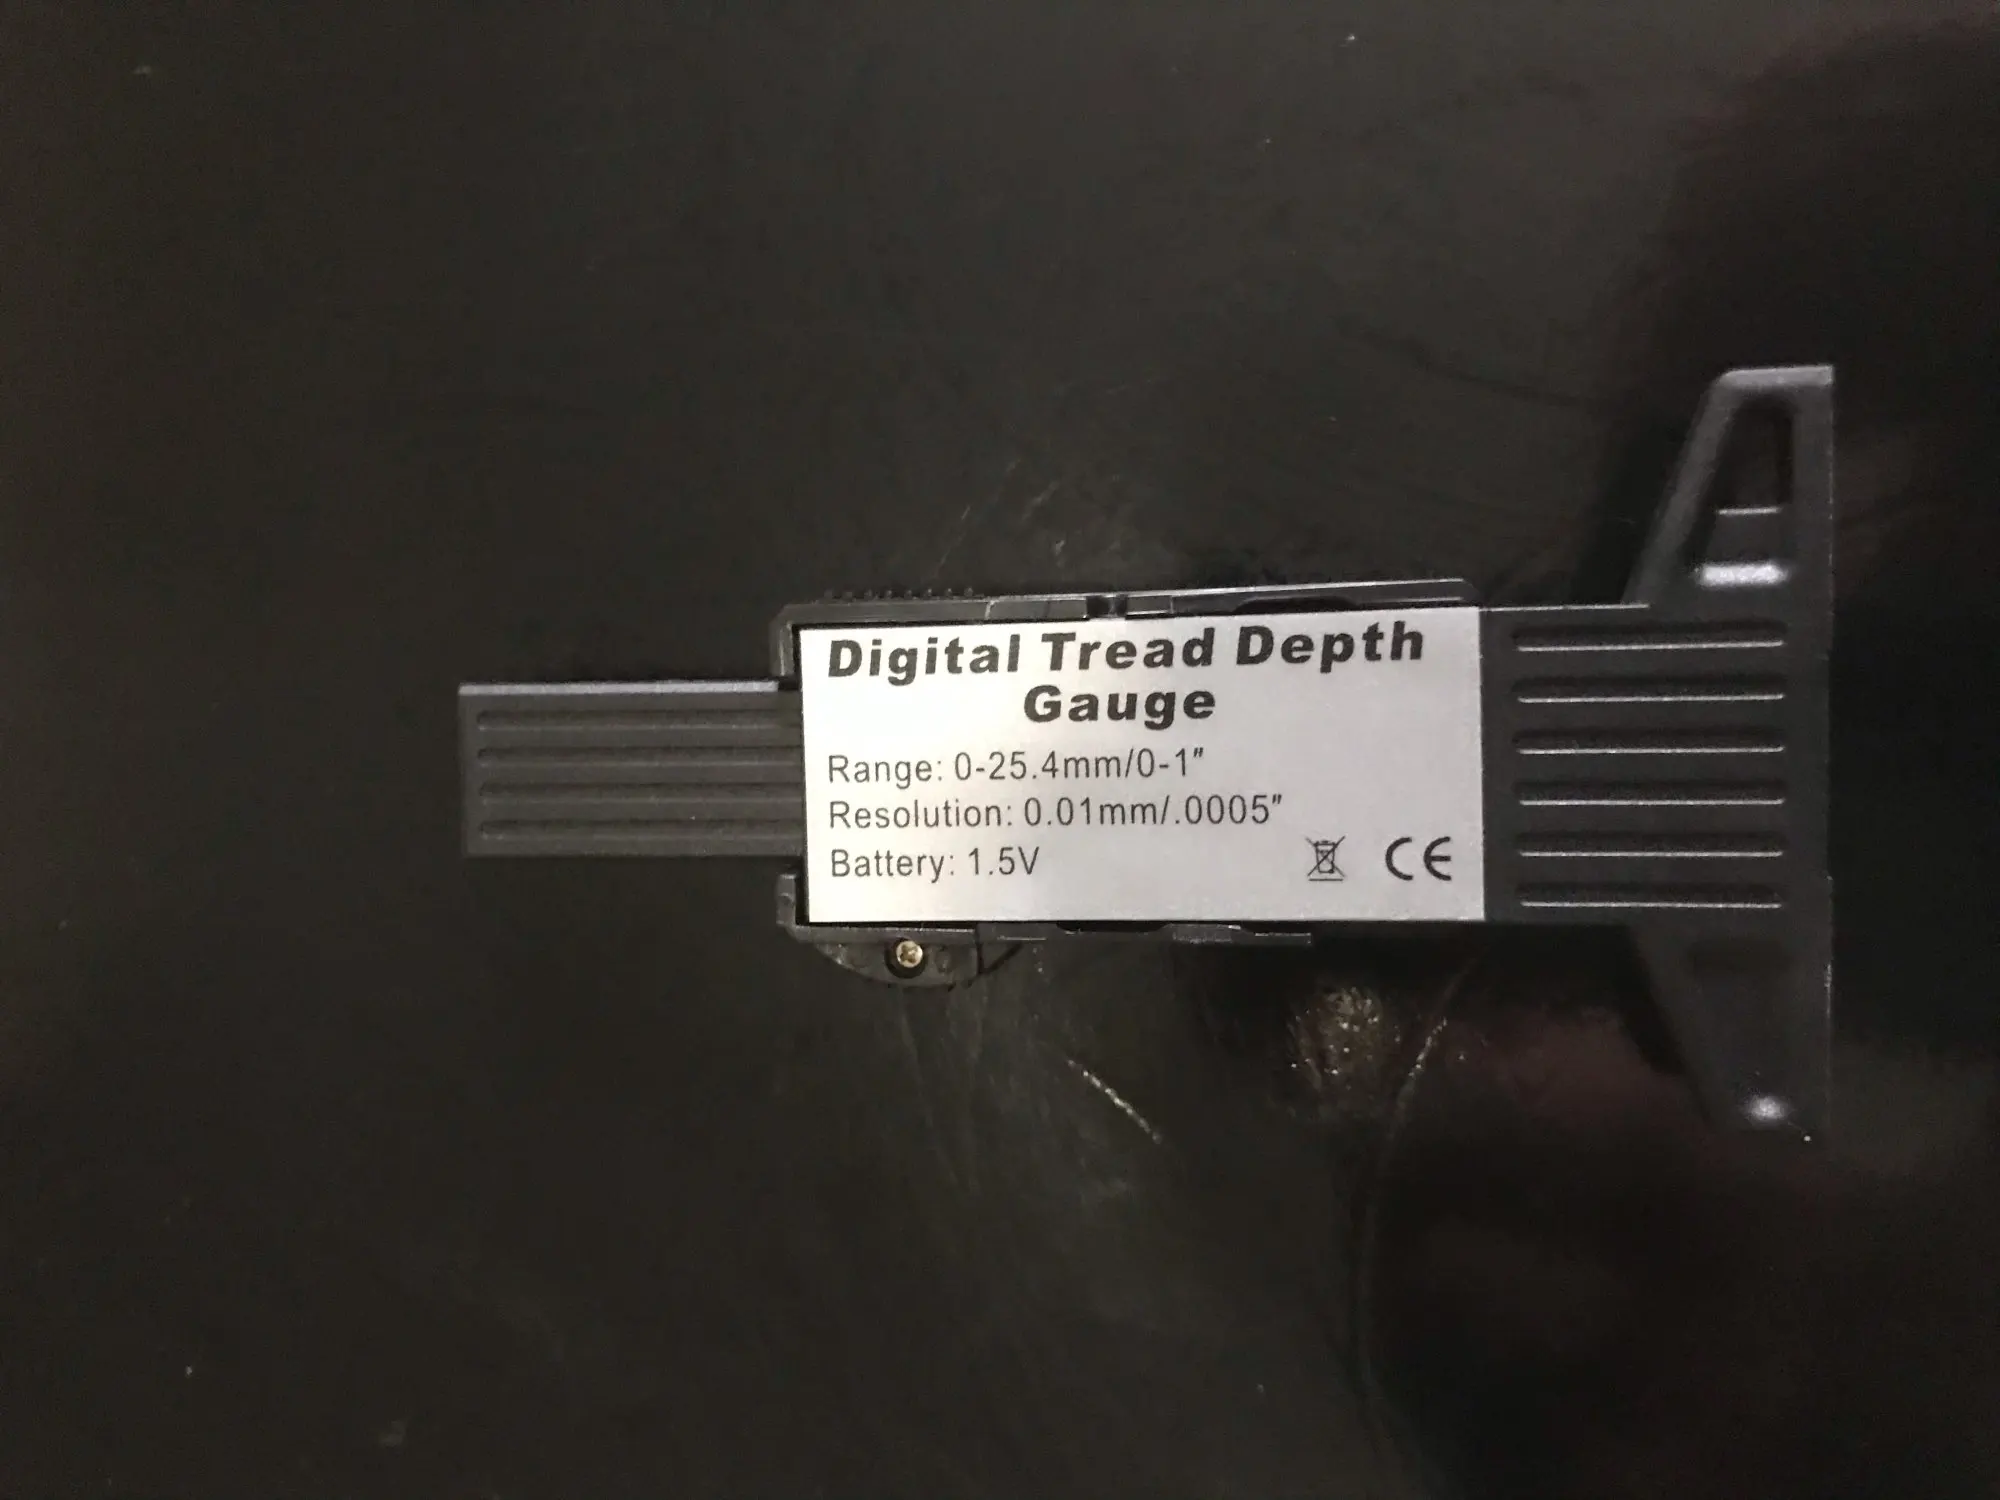 Digital Tread Depth
Gauge
Range: 0-25.4mm/0-1"
Resolution: 0.01mm/.0005"
Battery: 1.5V
CE